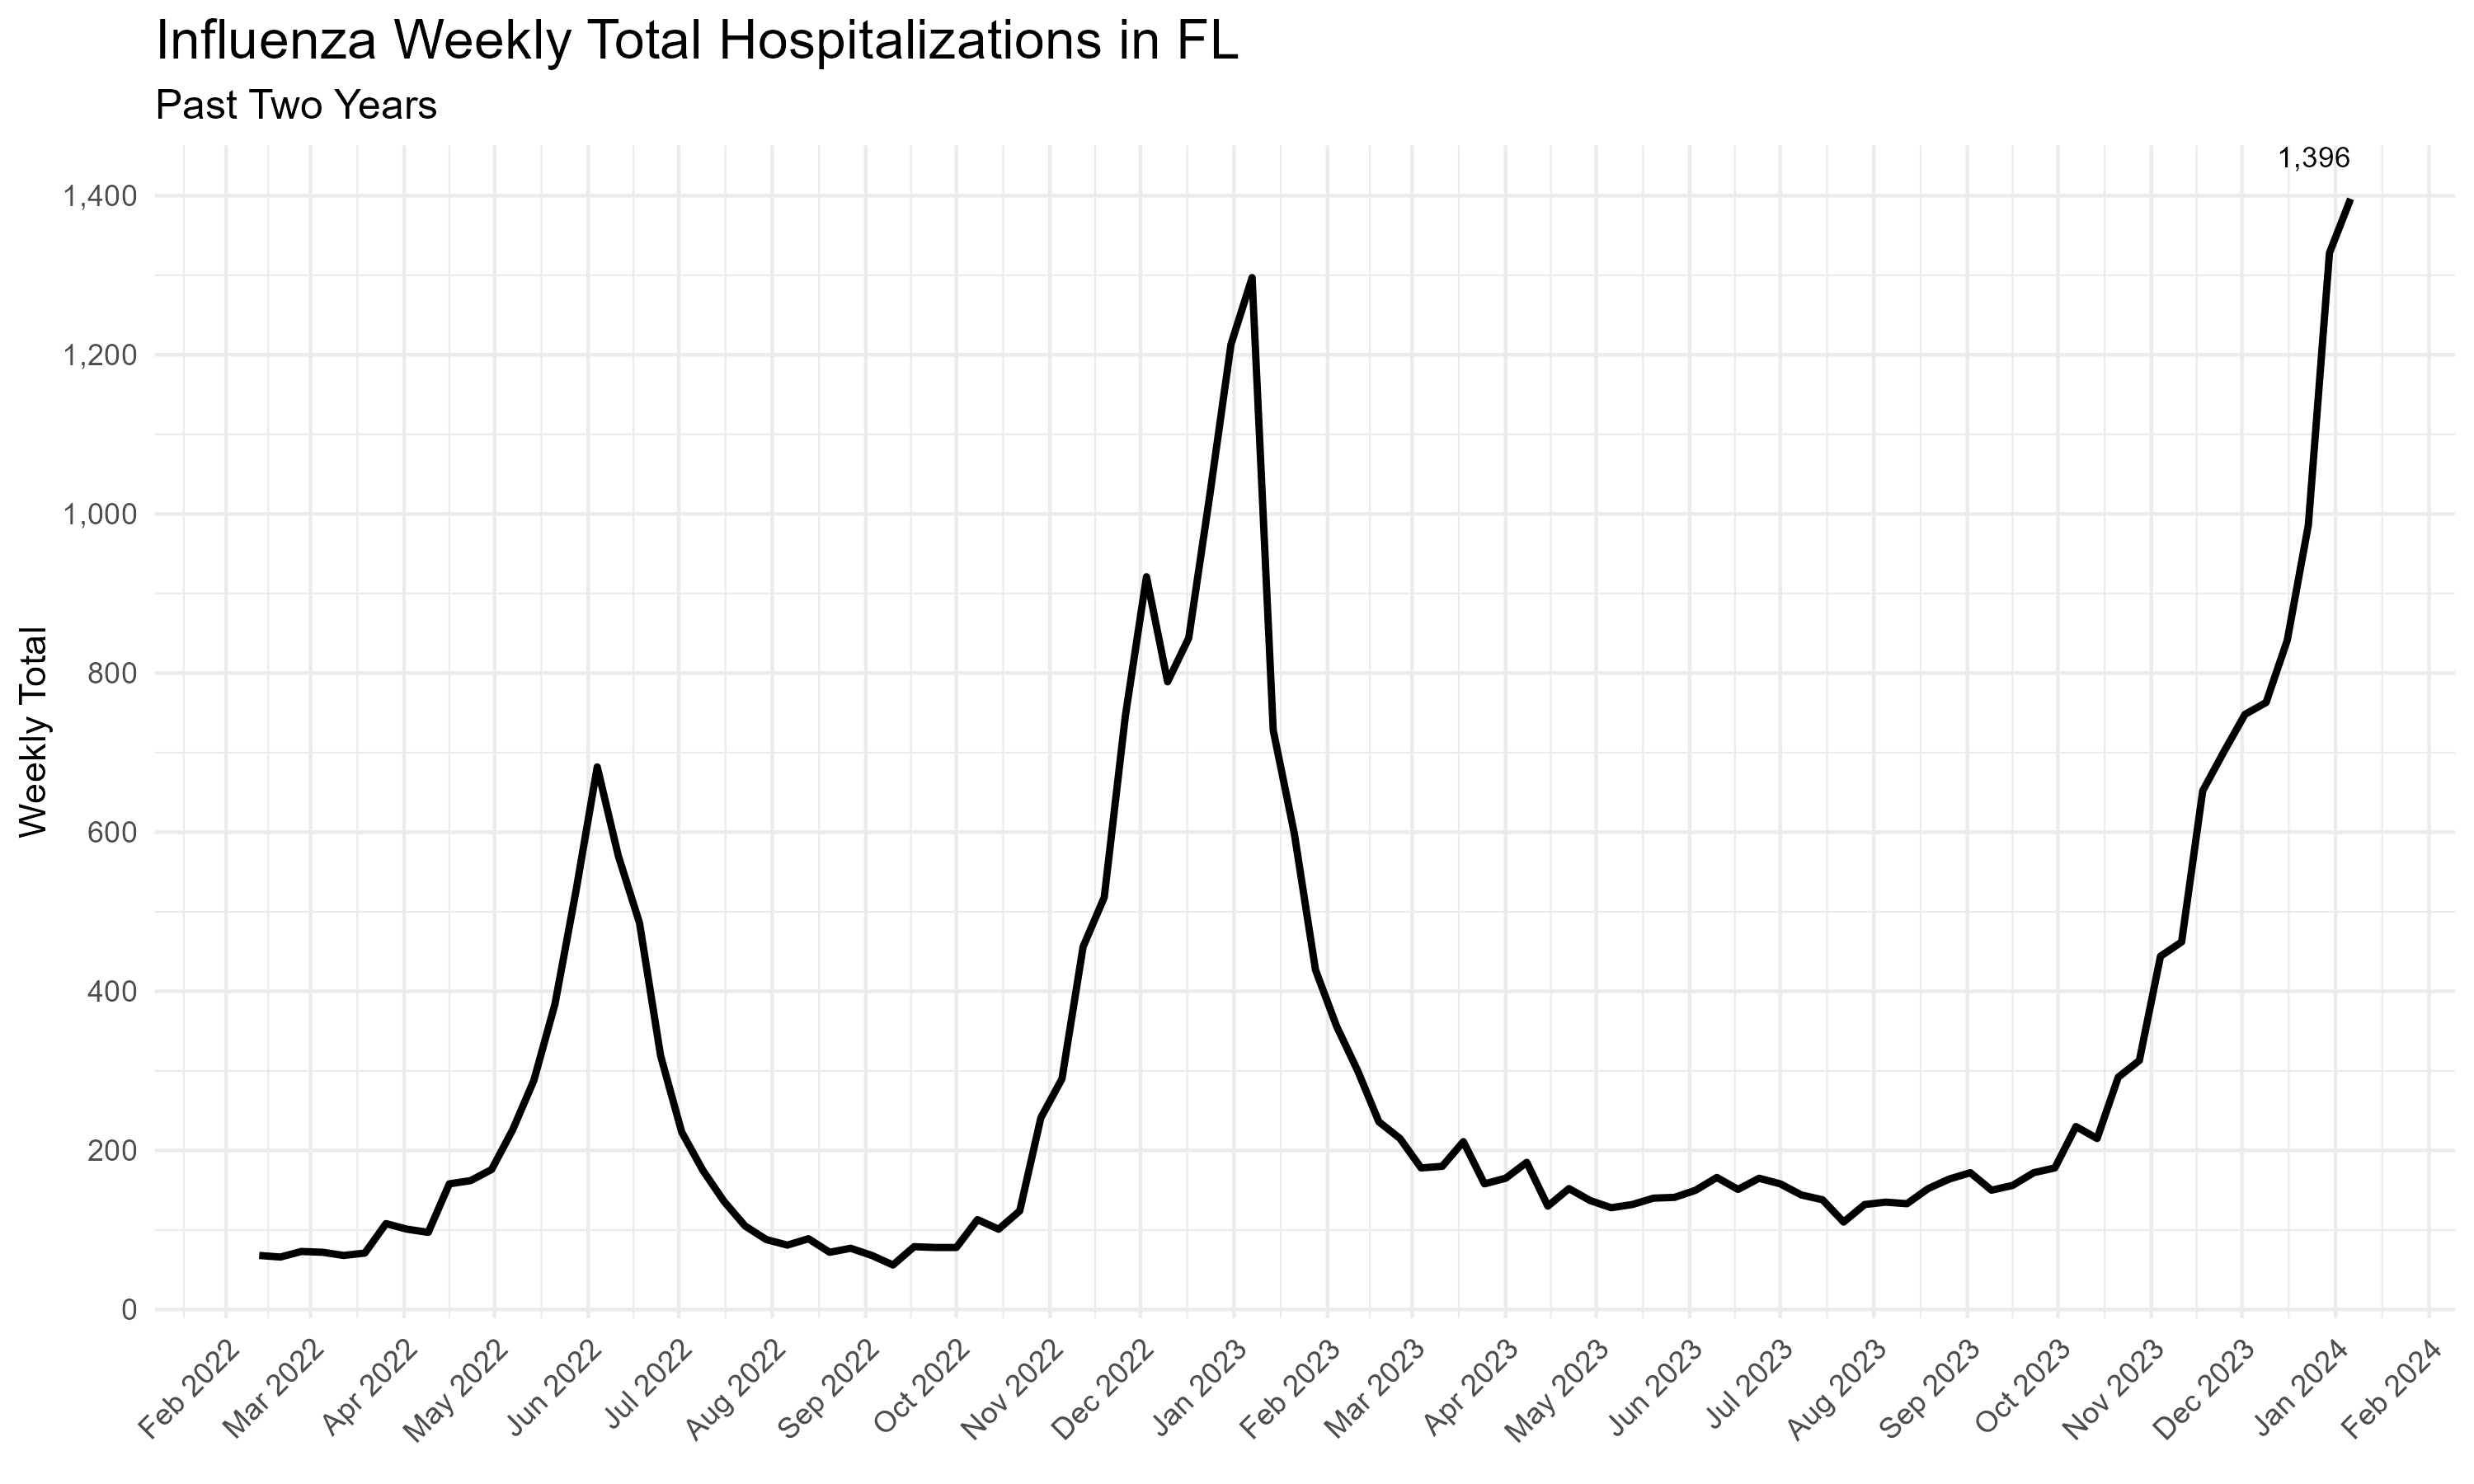 Influenza Weekly Total Hospitalizations in FL
Past Two Years
1,396
1,400
1,200
1,000
800
600
400
200
0
Weekly Total
Feb 2022
Mar 2022
Apr 2022
May 2022
Jun 2022
Jul 2022
Aug 2022
Sep 2022
Oct 2022
Nov 2022
Dec 2022
Jan 2023
Feb 2023
Mar 2023
Apr 2023
May 2023
Jun 2023
Jul 2023
Aug 2023
Sep 2023
Oct 2023
Nov 2023
Dec 2023
Jan 2024
Feb 2024